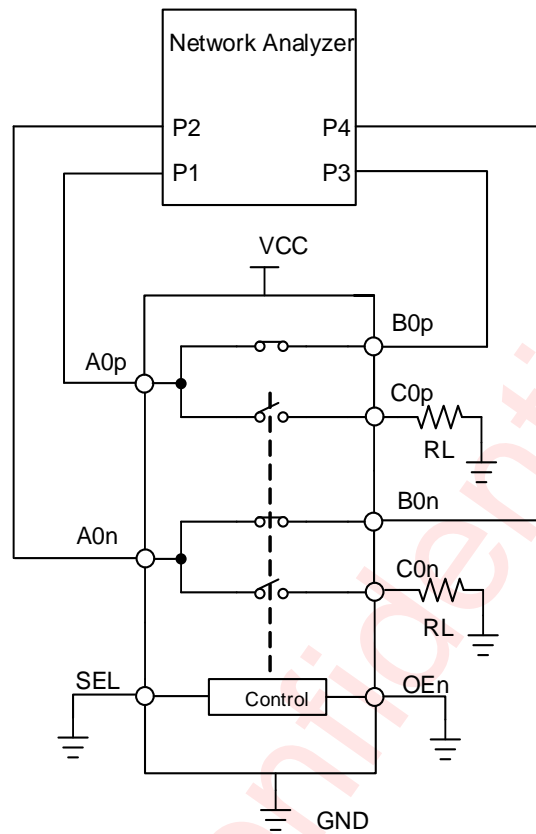 Network Analyzer
P2 P4
P1 P3
VCC
B0p
A0p
C0p
RL
B0n
A0n
C0n
RL
SEL
OEn
Control
GND